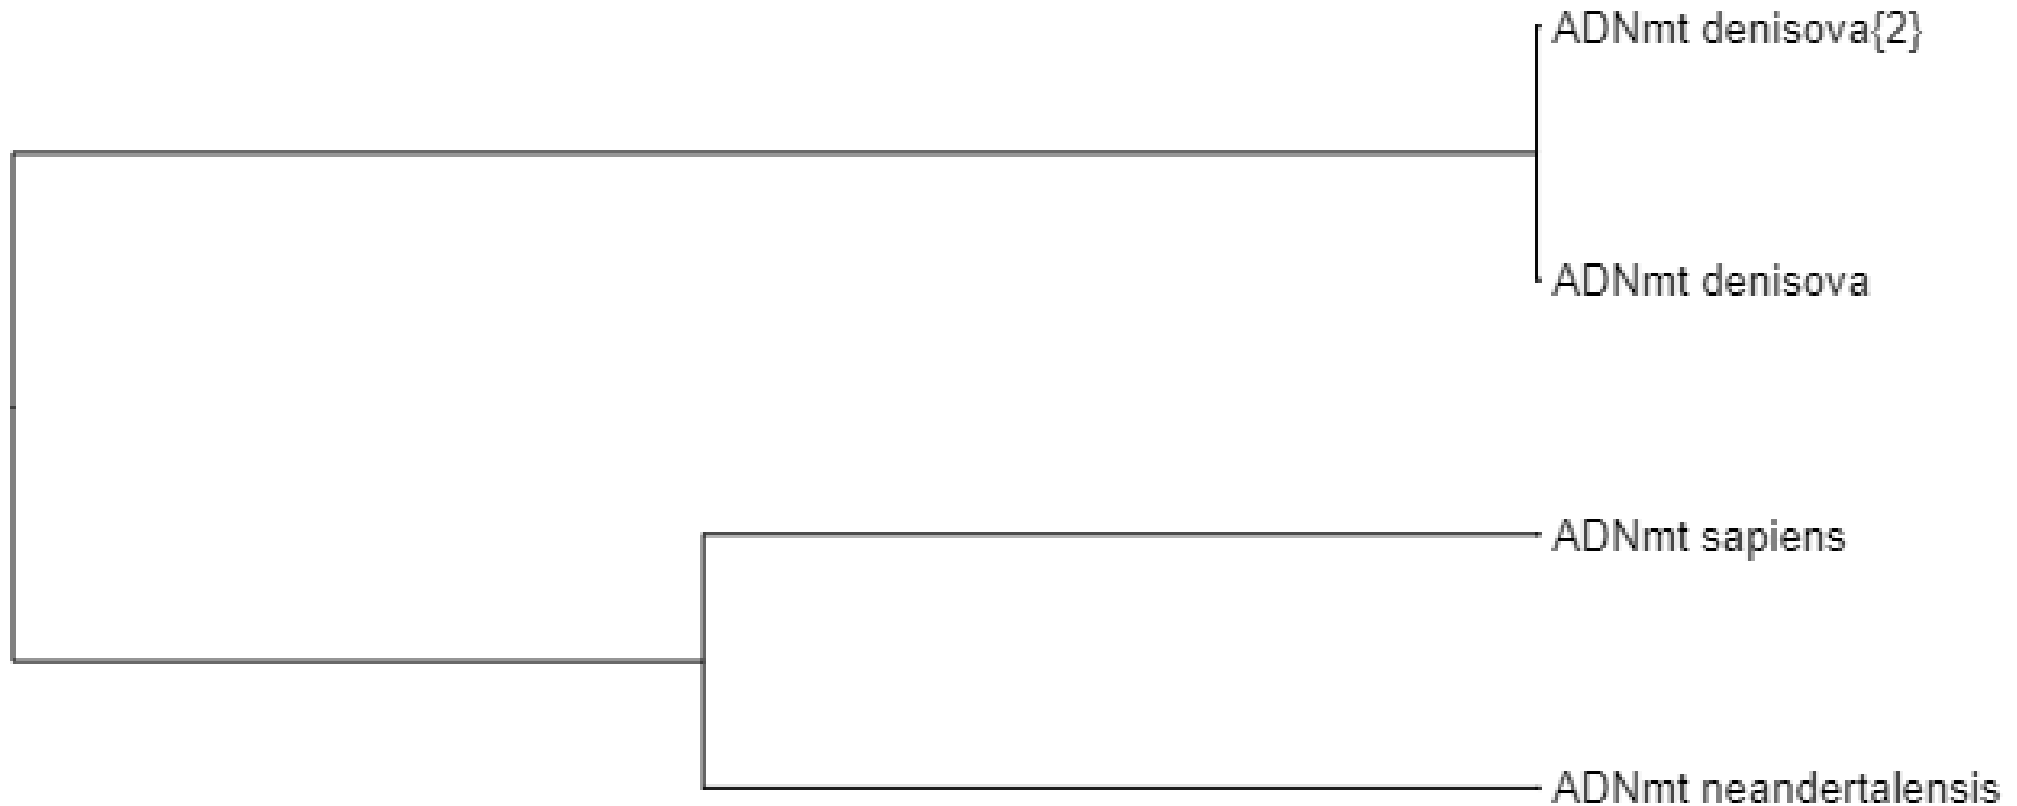 ADNmt denisova{2}
ADNmt denisova
ADNmt sapiens
ADNmt neandertalensis